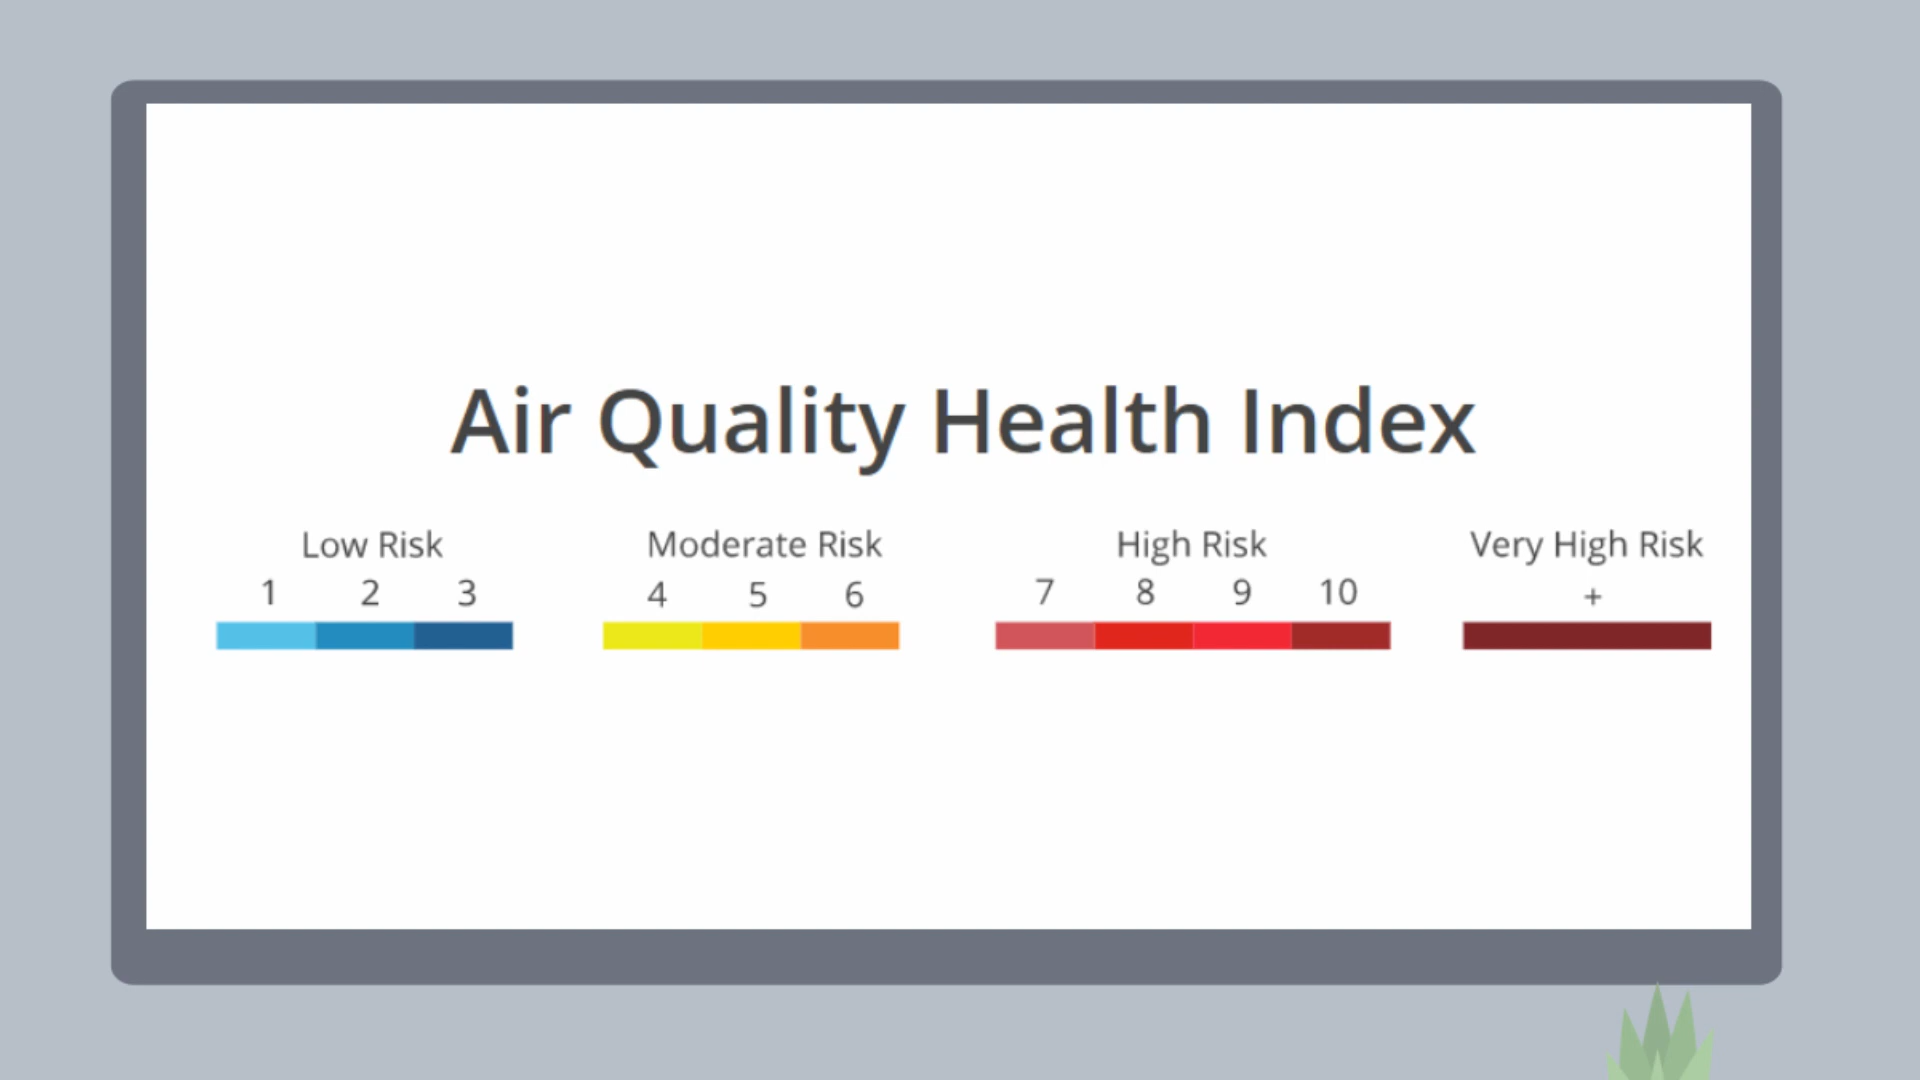 Air Quality Health Index
Low Risk Moderate Risk High Risk Very High Risk
1 2 3 4 5 6 7 8 9 10 +